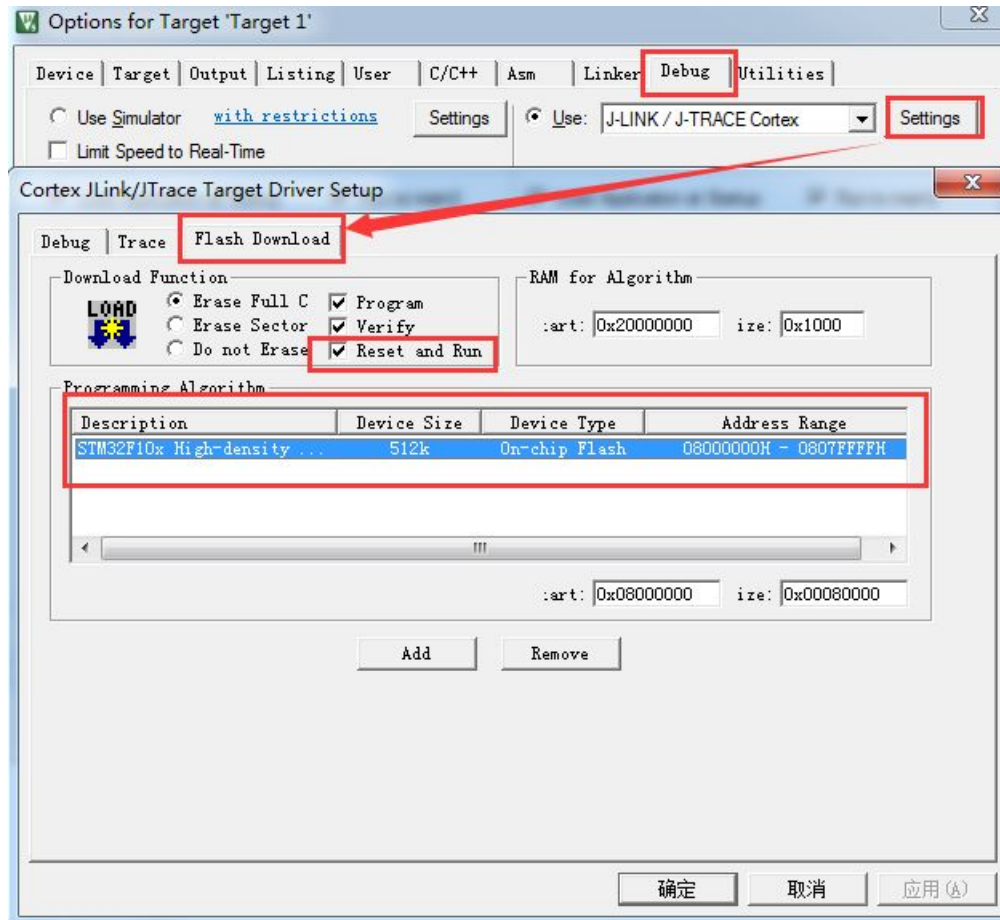 Options for Target 'Target 1'
Device Target Output Listing User C/C++ Asm Linker Debug Utilities
Use Simulator with restrictions Settings Use: J-LINK / J-TRACE Cortex Settings
Limit Speed to Real-Time
Cortex JLink/JTrace Target Driver Setup
Debug Trace Flash Download
Download Function RAM for Algorithm
LOAD Erase Full C Program
Erase Sector Verify :art: 0x20000000 ize: 0x1000
Do not Erase Reset and Run
Programming Algorithm
Description Device Size Device Type Address Range
STM32F10x High-density ... 512k On-chip Flash 08000000H - 0807FFFFH
:art: 0x08000000 ize: 0x00080000
Add Remove
确定 取消 应用(A)